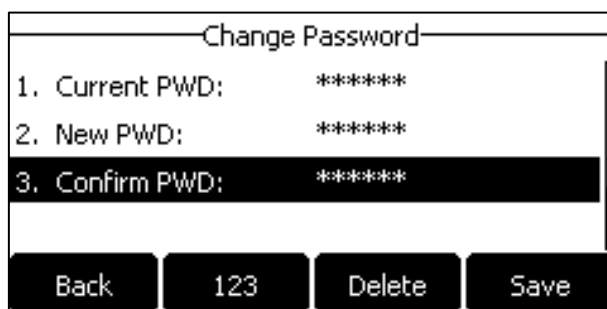 Change Password
1. Current PWD: ******
2. New PWD: ******
3. Confirm PWD: ******
Back 123 Delete Save